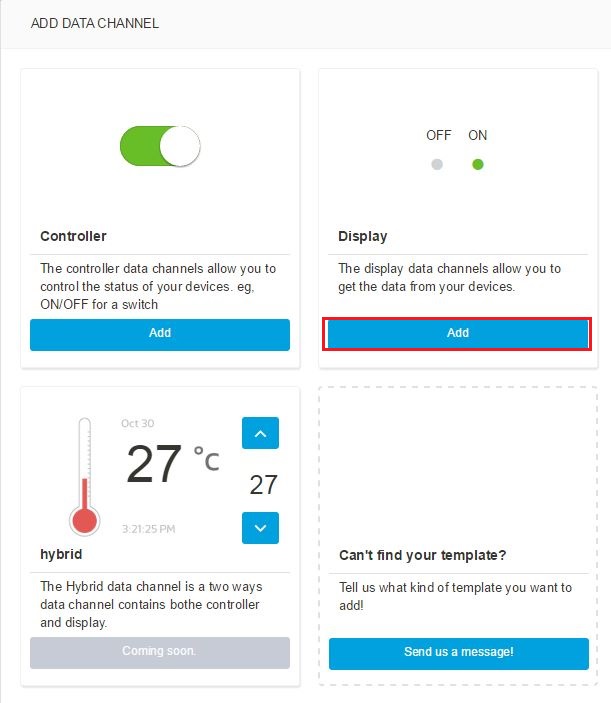 ADD DATA CHANNEL
OFF ON
Controller
The controller data channels allow you to
control the status of your devices. eg,
ON/OFF for a switch
Add
Display
The display data channels allow you to
get the data from your devices.
Add
Oct 30
27 °C
27
3:21:25 PM
hybrid
The Hybrid data channel is a two ways
data channel contains bothe controller
and display.
Coming soon.
Can't find your template?
Tell us what kind of template you want to
add!
Send us a message!